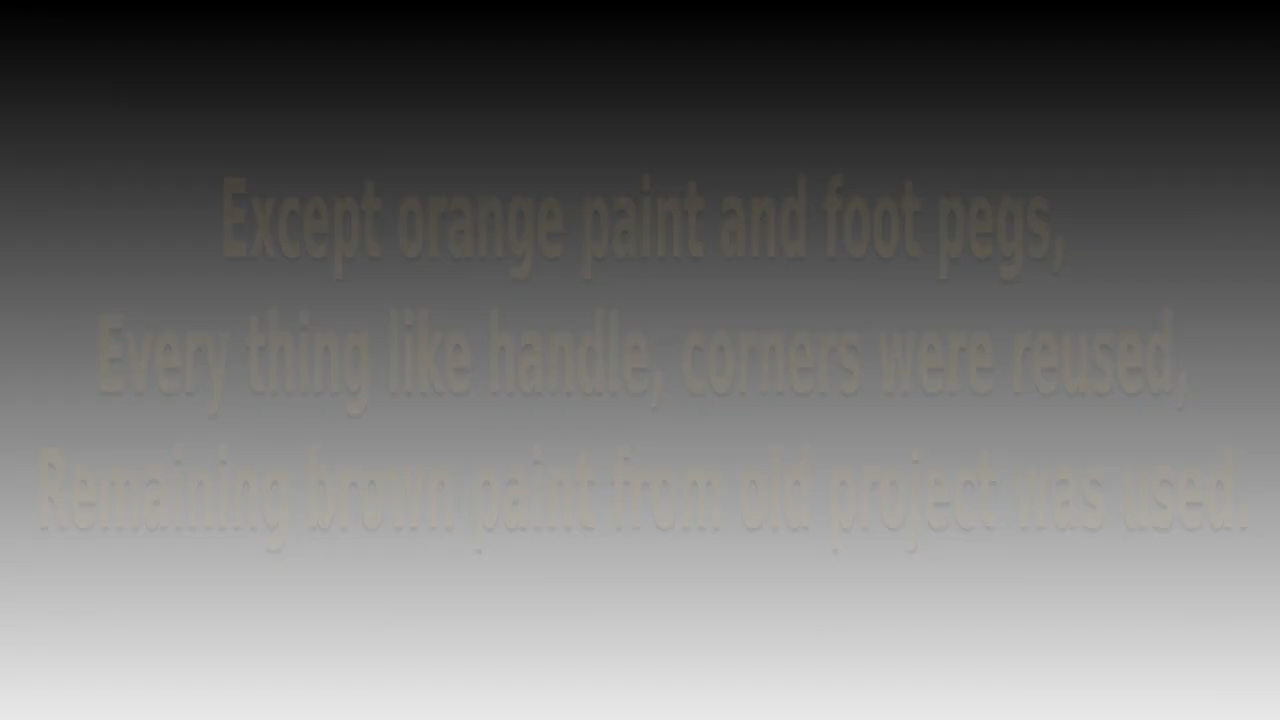 Except orange paint and foot pegs,
Every thing like handle, corners were reused,
Remaining brown paint from old project was used.